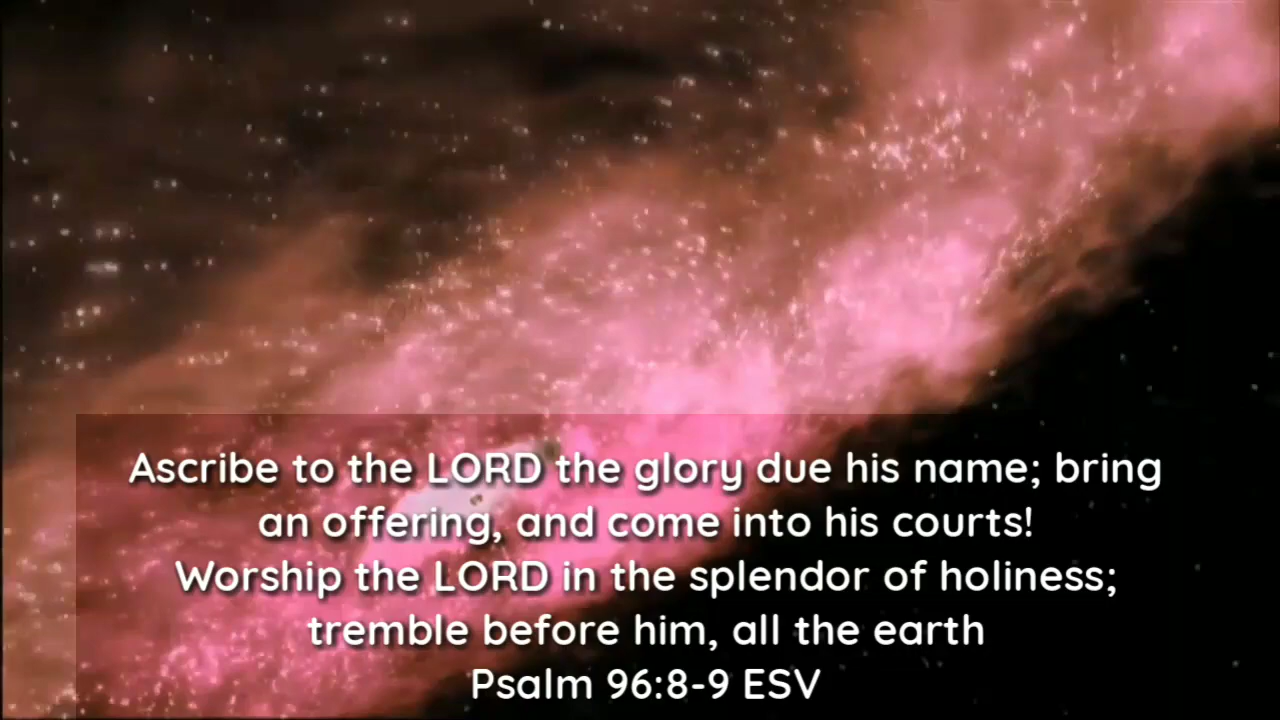 Ascribe to the LORD the glory due his name; bring
an offering, and come into his courts!
Worship the LORD in the splendor of holiness;
tremble before him, all the earth
Psalm 96:8-9 ESV